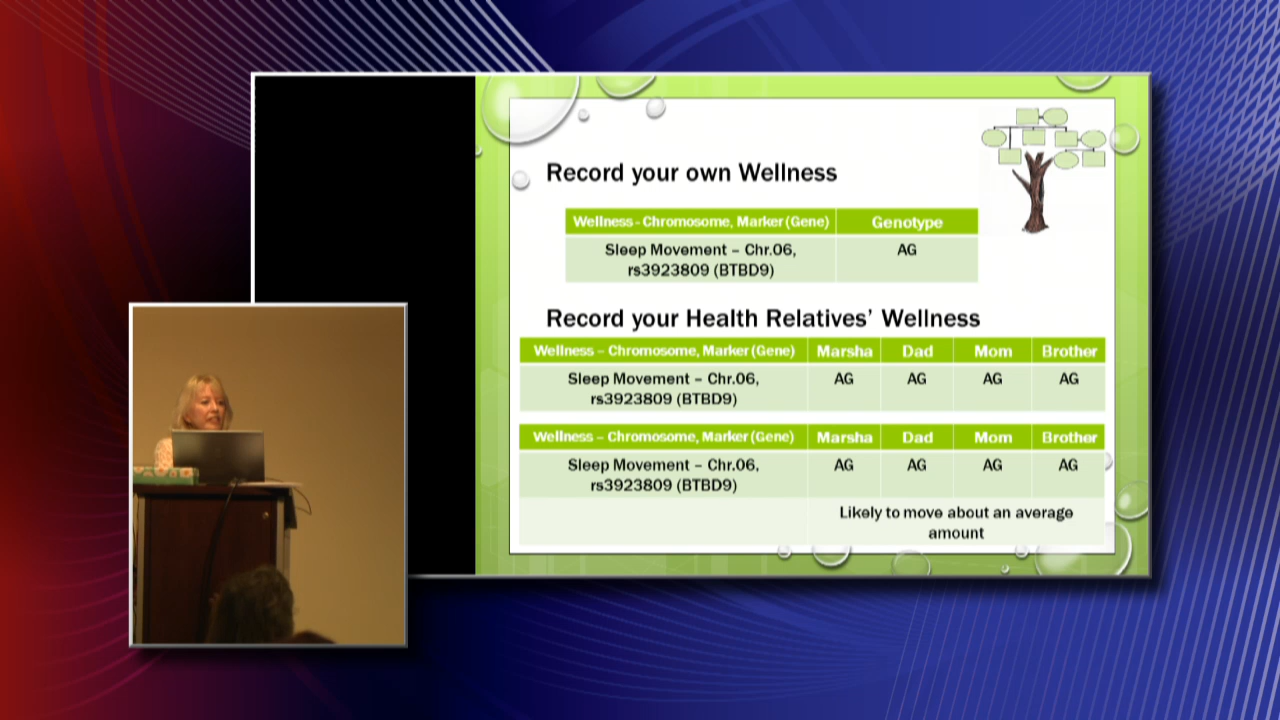 Record your own Wellness
Wellness - Chromosome, Marker (Gene) Genotype
Sleep Movement – Chr.06, AG
rs3923809 (BTBD9)
Record your Health Relatives’ Wellness
Wellness – Chromosome, Marker (Gene) Marsha Dad Mom Brother
Sleep Movement – Chr.06, AG AG AG AG
rs3923809 (BTBD9)
Wellness – Chromosome, Marker (Gene) Marsha Dad Mom Brother
Sleep Movement – Chr.06, AG AG AG AG
rs3923809 (BTBD9)
Likely to move about an average
amount